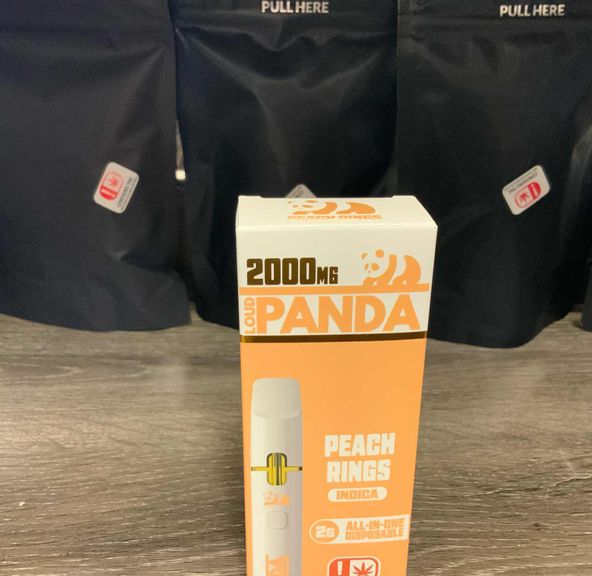 PULL HERE
PULL HERE
PEACH RINGS
2000MG
LOUD
PANDA
PEACH
RINGS
INDICA
2G
ALL-IN-ONE
DISPOSABLE